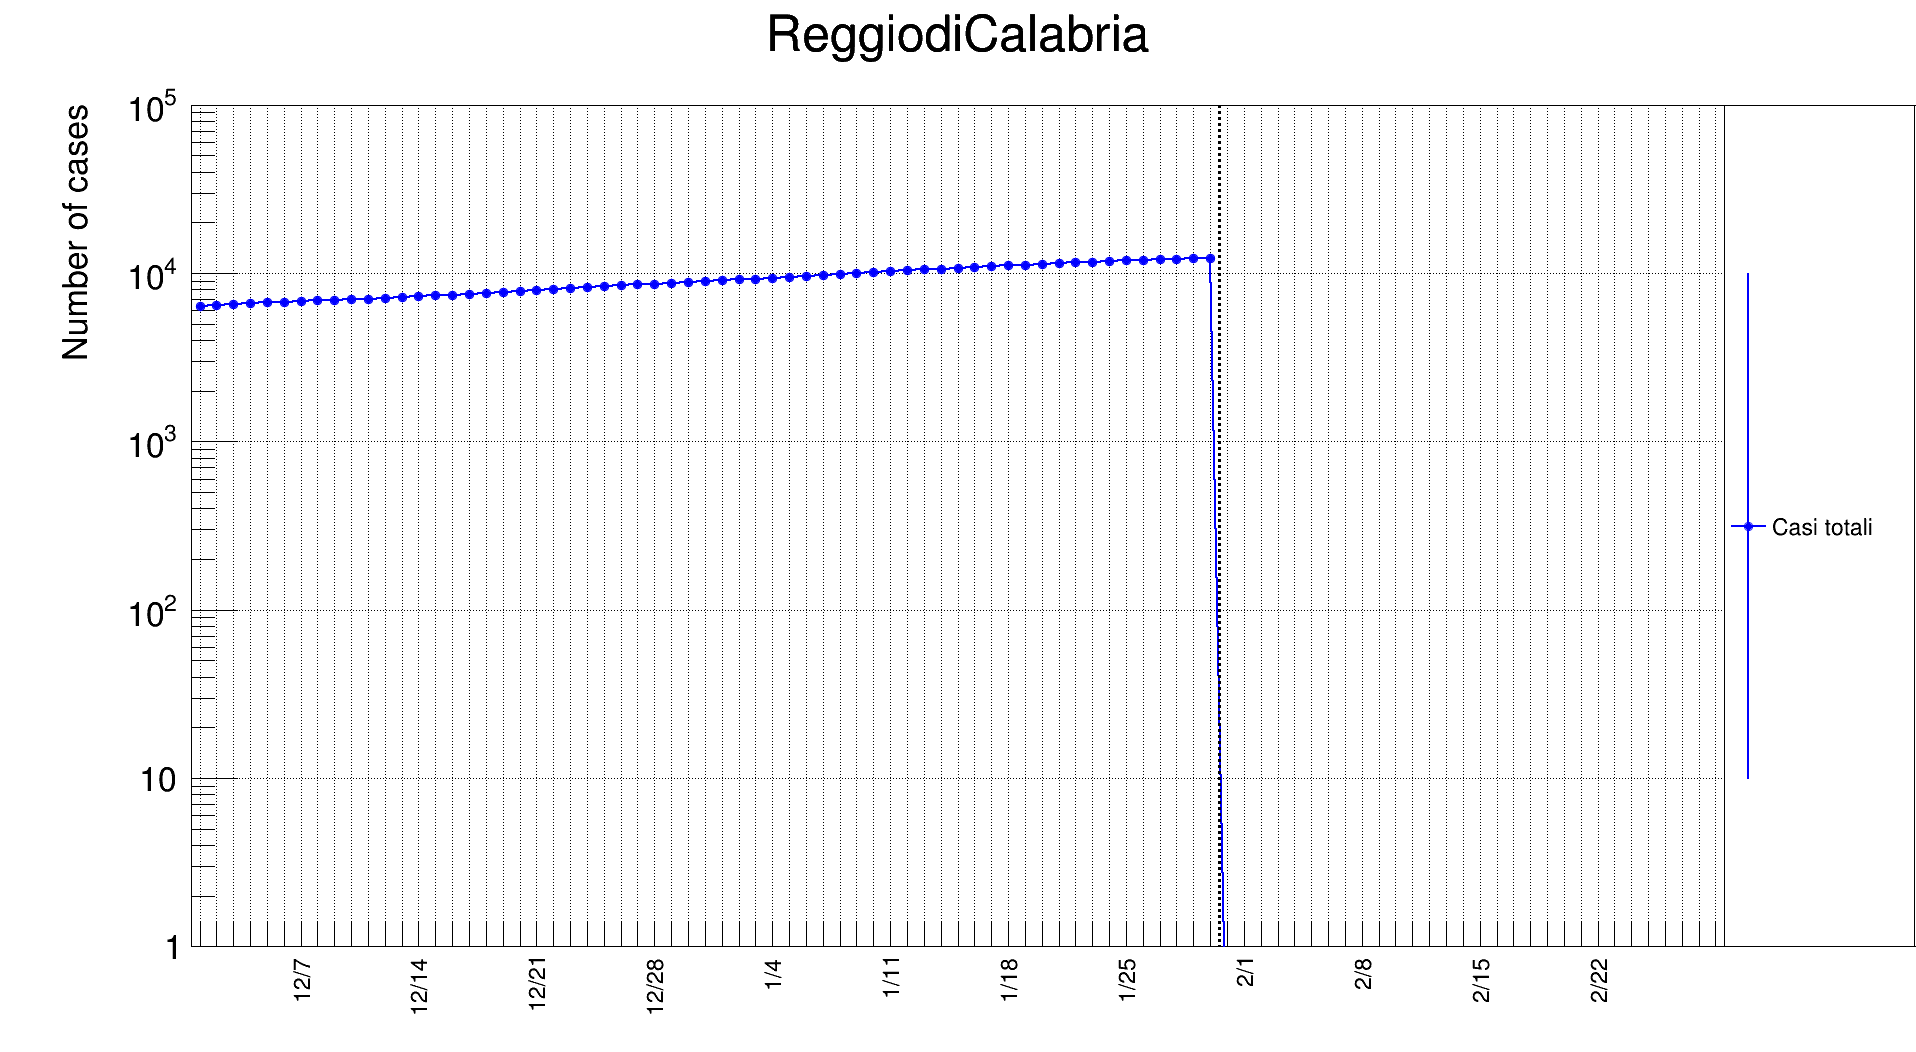 ReggiodiCalabria
Number of cases
10^5
10^4
10^3
10^2
10
1
12/7 12/14 12/21 12/28 1/4 1/11 1/18 1/25 2/1 2/8 2/15 2/22
Casi totali